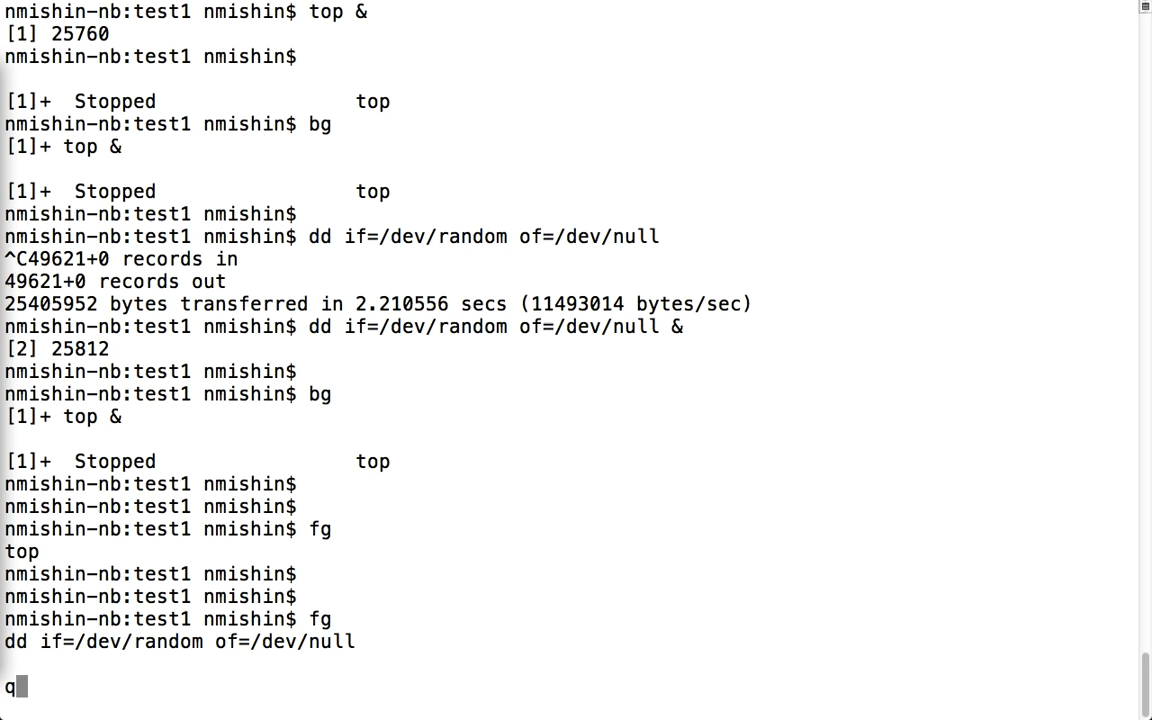 nmishin-nb:test1 nmishin$ top &
[1] 25760
nmishin-nb:test1 nmishin$
[1]+  Stopped                 top
nmishin-nb:test1 nmishin$ bg
[1]+ top &
[1]+  Stopped                 top
nmishin-nb:test1 nmishin$
nmishin-nb:test1 nmishin$ dd if=/dev/random of=/dev/null
^C49621+0 records in
49621+0 records out
25405952 bytes transferred in 2.210556 secs (11493014 bytes/sec)
nmishin-nb:test1 nmishin$ dd if=/dev/random of=/dev/null &
[2] 25812
nmishin-nb:test1 nmishin$
nmishin-nb:test1 nmishin$ bg
[1]+ top &
[1]+  Stopped                 top
nmishin-nb:test1 nmishin$
nmishin-nb:test1 nmishin$
nmishin-nb:test1 nmishin$ fg
top
nmishin-nb:test1 nmishin$
nmishin-nb:test1 nmishin$
nmishin-nb:test1 nmishin$ fg
dd if=/dev/random of=/dev/null
q